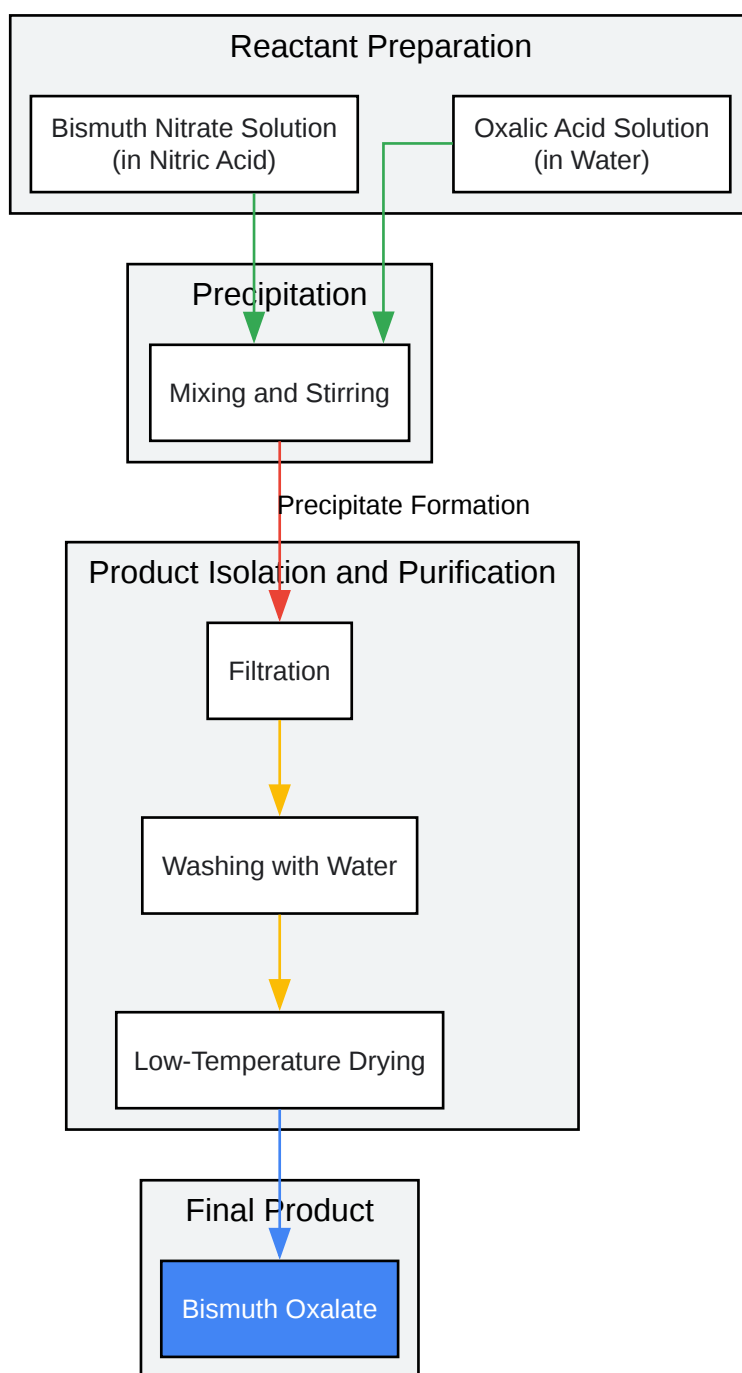 Reactant Preparation
Bismuth Nitrate Solution
(in Nitric Acid)
Oxalic Acid Solution
(in Water)
Precipitation
Mixing and Stirring
Precipitate Formation
Product Isolation and Purification
Filtration
Washing with Water
Low-Temperature Drying
Final Product
Bismuth Oxalate